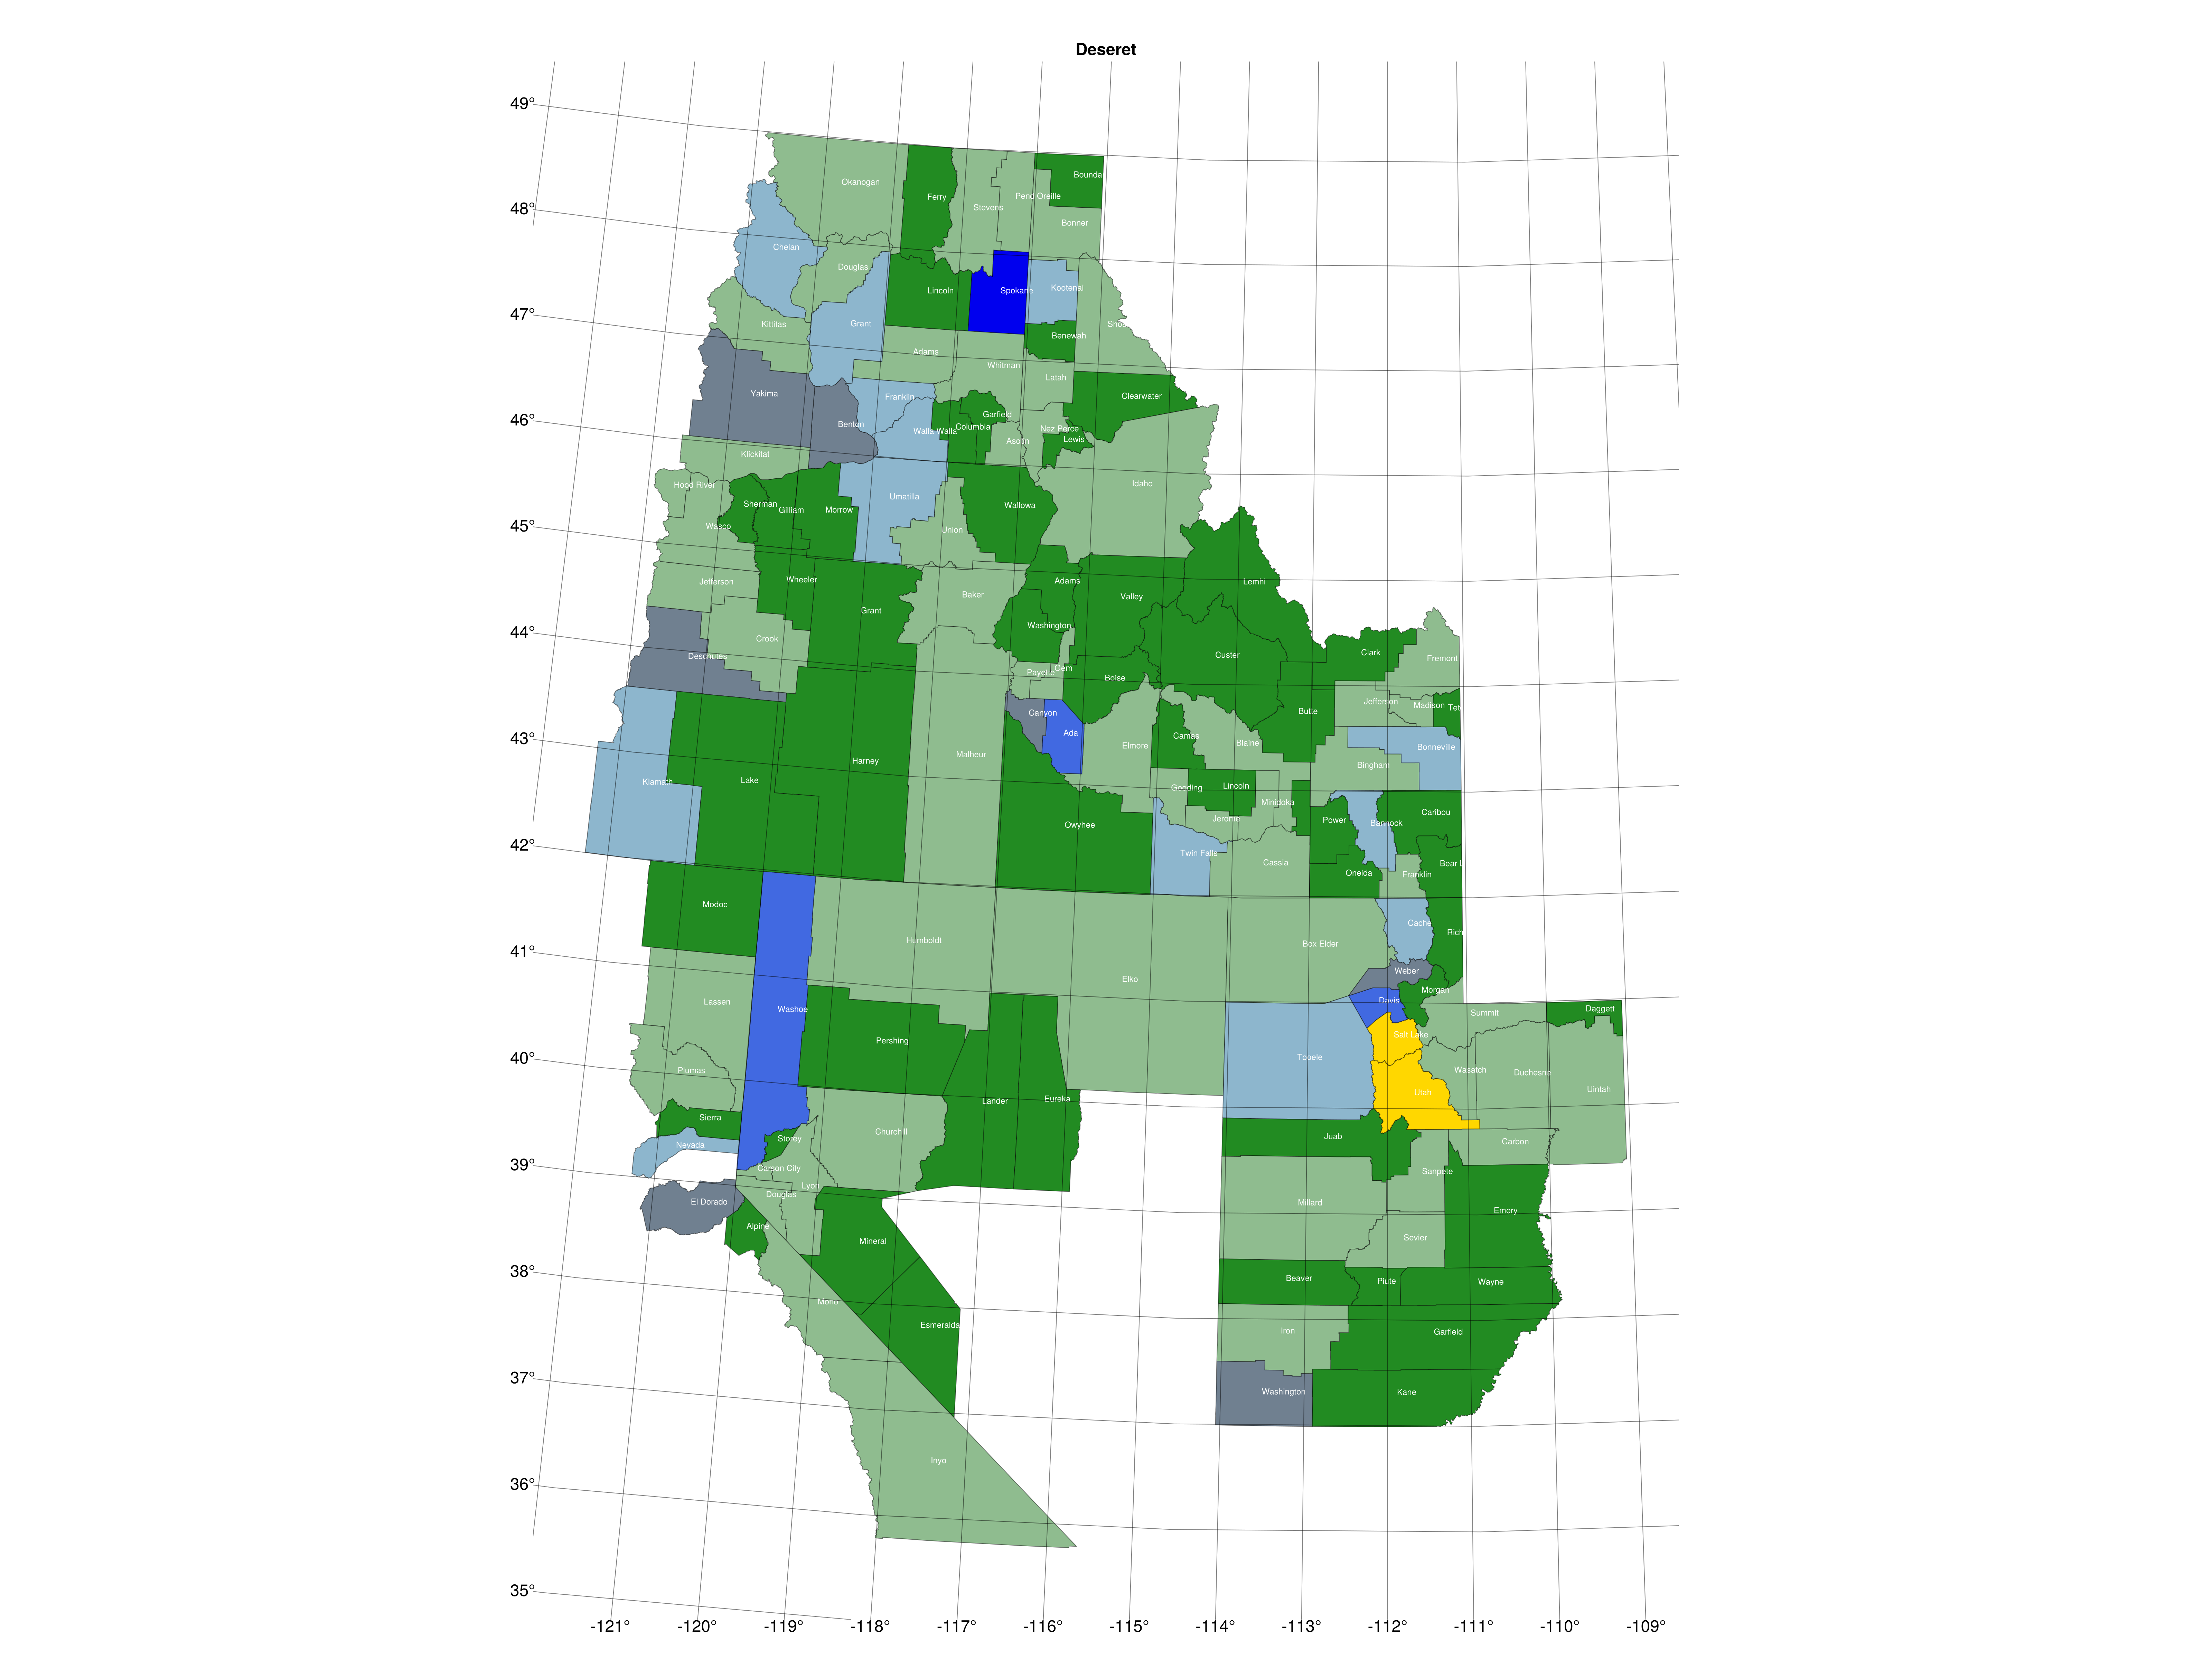 Deseret
49°
48°
47°
46°
45°
44°
43°
42°
41°
40°
39°
38°
37°
36°
35°
-121°
-120°
-119°
-118°
-117°
-116°
-115°
-114°
-113°
-112°
-111°
-110°
-109°
Okanogan
Ferry
Stevens
Pend Oreille
Boundar
Bonner
Chelan
Douglas
Lincoln
Spokane
Kootenai
Kittitas
Grant
Shos
Benewah
Adams
Whitman
Latah
Yakima
Franklin
Clearwater
Benton
Walla Walla
Columbia
Garfield
Asotin
Nez Perce
Lewis
Klickitat
Idaho
Hood River
Sherman
Gilliam
Morrow
Umatilla
Wallowa
Wasco
Union
Jefferson
Wheeler
Grant
Baker
Adams
Valley
Lemhi
Crook
Washington
Deschutes
Payette
Gem
Boise
Custer
Clark
Fremont
Klamath
Lake
Harney
Malheur
Canyon
Ada
Elmore
Camas
Blaine
Butte
Jefferson
Madison
Tet
Bonneville
Bingham
Gooding
Lincoln
Minidoka
Jerome
Owyhee
Power
Bannock
Caribou
Twin Falls
Cassia
Oneida
Franklin
Bear L
Modoc
Humboldt
Elko
Box Elder
Cache
Rich
Weber
Morgan
Lassen
Washoe
Davis
Summit
Daggett
Pershing
Salt Lake
Tooele
Plumas
Wasatch
Duchesne
Uintah
Lander
Eureka
Utah
Sierra
Nevada
Storey
Churchill
Juab
Carbon
Carson City
Sanpete
Lyon
Douglas
El Dorado
Millard
Emery
Alpine
Mineral
Sevier
Mono
Beaver
Piute
Wayne
Esmeralda
Iron
Garfield
Washington
Kane
Inyo